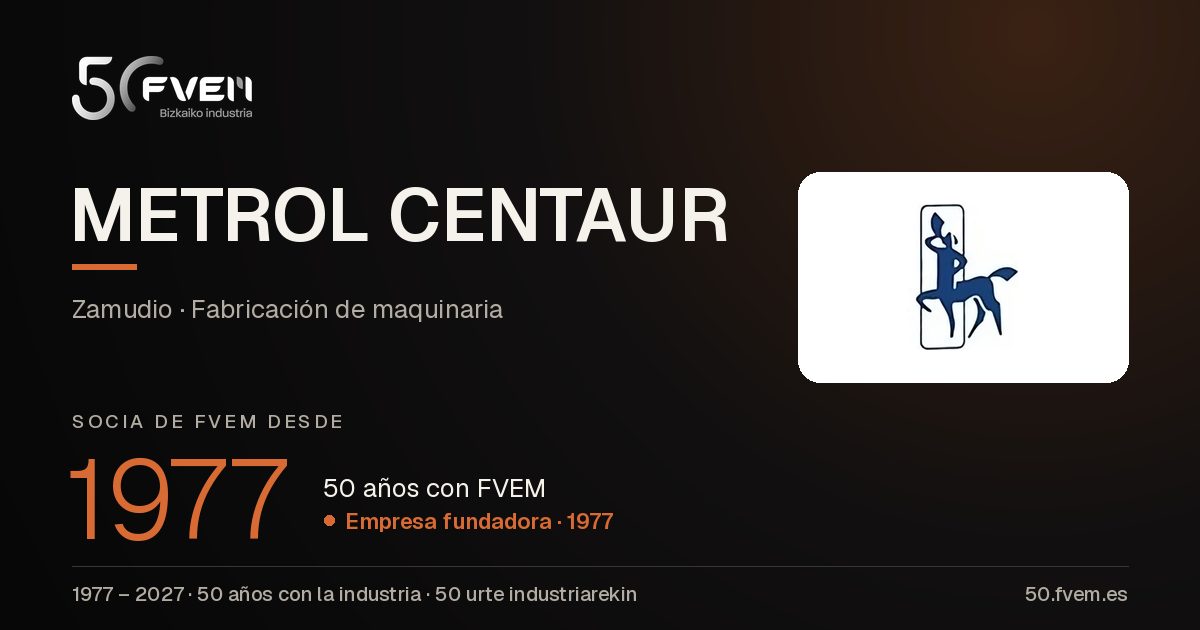 50 FVEM
Bizkaiko industria
METROL CENTAUR
Zamudio · Fabricación de maquinaria
SOCIA DE FVEM DESDE
1977
50 años con FVEM
Empresa fundadora · 1977
1977 – 2027 · 50 años con la industria · 50 urte industriarekin
50.fvem.es